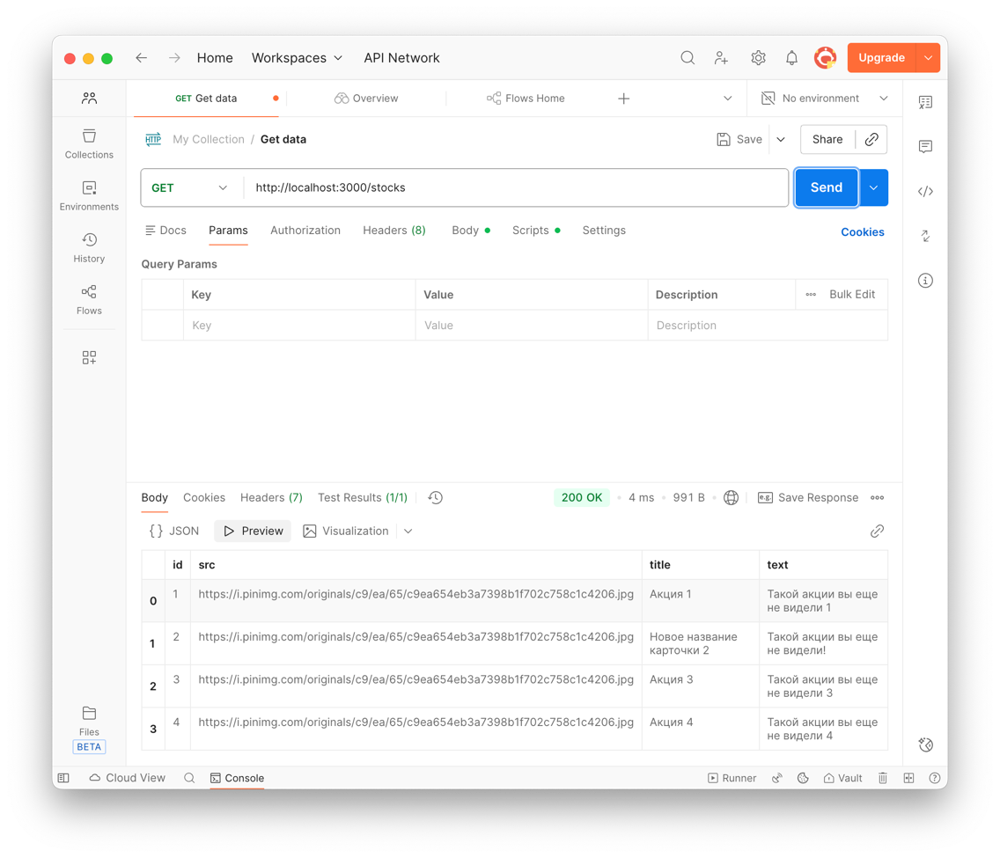 Home Workspaces API Network Upgrade
GET Get data Overview Flows Home No environment
HTTP My Collection / Get data Save Share
Collections
Environments
History
Flows
GET http://localhost:3000/stocks Send
Docs Params Authorization Headers (8) Body Scripts Settings Cookies
Query Params
Key Value Description Bulk Edit
Key Value Description
Body Cookies Headers (7) Test Results (1/1) 200 OK 4 ms 991 B e.g. Save Response
{} JSON Preview Visualization
id src title text
0 1 https://i.pinimg.com/originals/c9/ea/65/c9ea654eb3a7398b1f702c758c1c4206.jpg Акция 1 Такой акции вы еще
не видели 1
1 2 https://i.pinimg.com/originals/c9/ea/65/c9ea654eb3a7398b1f702c758c1c4206.jpg Новое название Такой акции вы еще
карточки 2 не видели!
2 3 https://i.pinimg.com/originals/c9/ea/65/c9ea654eb3a7398b1f702c758c1c4206.jpg Акция 3 Такой акции вы еще
не видели 3
3 4 https://i.pinimg.com/originals/c9/ea/65/c9ea654eb3a7398b1f702c758c1c4206.jpg Акция 4 Такой акции вы еще
не видели 4
Files
BETA
Cloud View Console Runner Vault